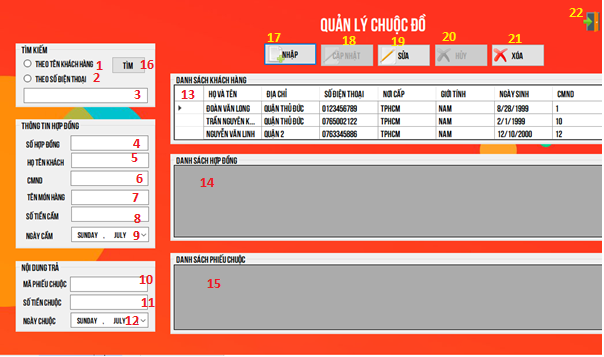 22
QUẢN LÝ CHUỘC ĐỒ
17 18 19 20 21
NHẬP CẬP NHẬT SỬA HỦY XÓA
TÌM KIẾM
THEO TÊN KHÁCH HÀNG 1 TÌM 16
THEO SỐ ĐIỆN THOẠI 2
3
THÔNG TIN HỢP ĐỒNG
SỐ HỢP ĐỒNG 4
HỌ TÊN KHÁCH 5
CMND 6
TÊN MÓN HÀNG 7
SỐ TIỀN CẦM 8
NGÀY CẦM SUNDAY , JULY 9
NỘI DUNG TRẢ
MÃ PHIẾU CHUỘC 10
SỐ TIỀN CHUỘC 11
NGÀY CHUỘC SUNDAY , JULY 12
DANH SÁCH KHÁCH HÀNG
13 HỌ VÀ TÊN ĐỊA CHỈ SỐ ĐIỆN THOẠI NƠI CẤP GIỚI TÍNH NGÀY SINH CMND
ĐOÀN VĂN LONG QUẬN THỦ ĐỨC 0123456789 TPHCM NAM 8/28/1999 1
TRẦN NGUYÊN K... QUẬN THỦ ĐỨC 0765002122 TPHCM NAM 2/1/1999 10
NGUYỄN VĂN LINH QUẬN 2 0763345886 TPHCM NAM 12/10/2000 12
DANH SÁCH HỢP ĐỒNG
14
DANH SÁCH PHIẾU CHUỘC
15